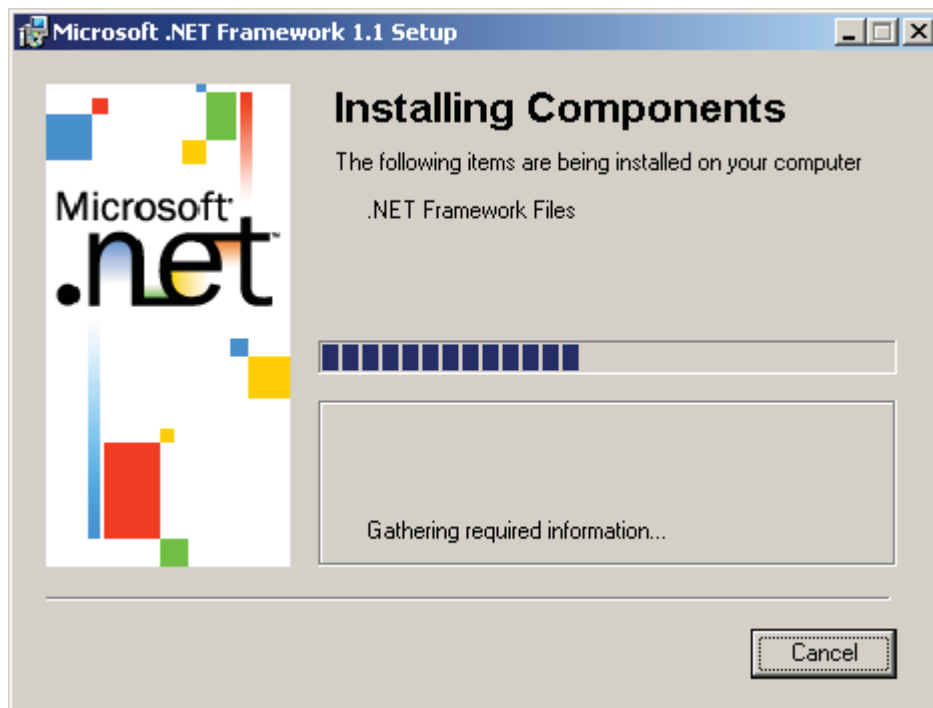 Microsoft .NET Framework 1.1 Setup
Installing Components
The following items are being installed on your computer
.NET Framework Files
Microsoft
.net™
Gathering required information...
Cancel